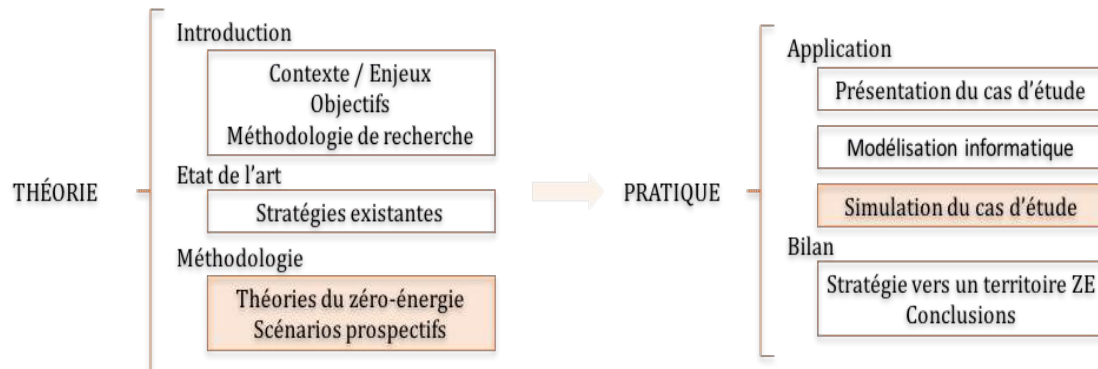 THÉORIE
Introduction
Contexte / Enjeux
Objectifs
Méthodologie de recherche
Etat de l’art
Stratégies existantes
Méthodologie
Théories du zéro-énergie
Scénarios prospectifs
PRATIQUE
Application
Présentation du cas d’étude
Modélisation informatique
Simulation du cas d’étude
Bilan
Stratégie vers un territoire ZE
Conclusions